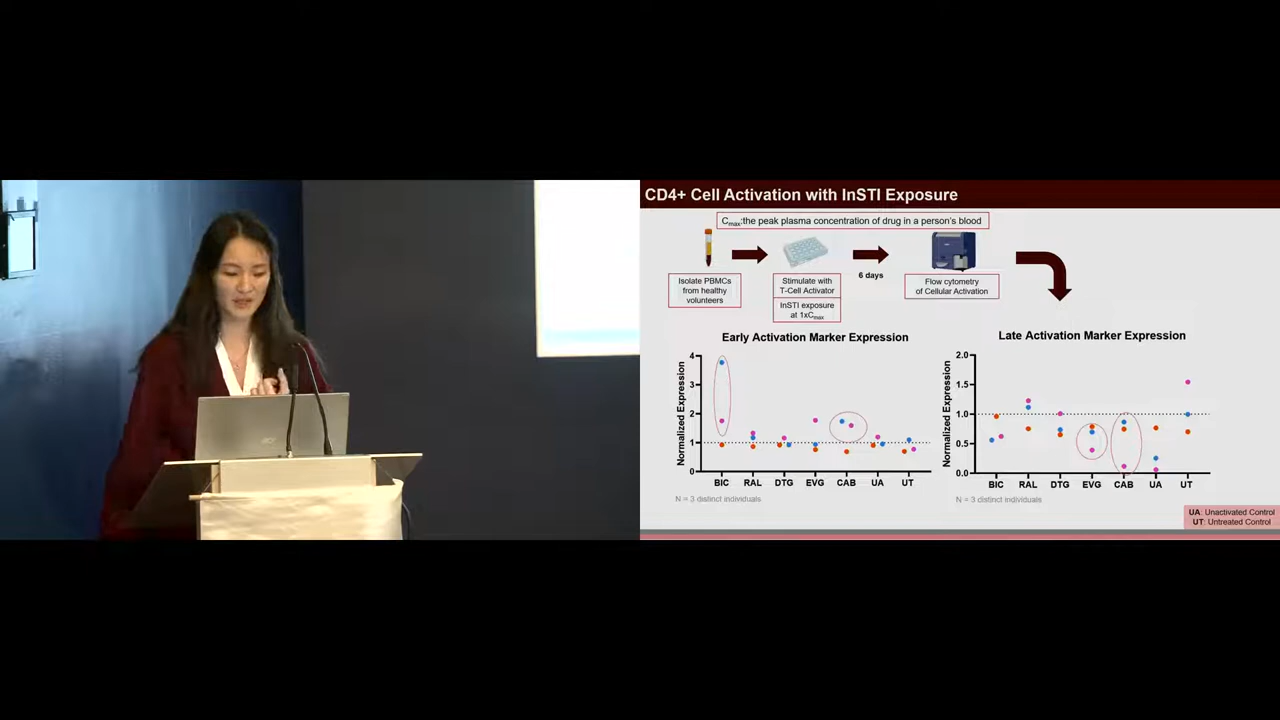 CD4+ Cell Activation with InSTI Exposure
Cmax:the peak plasma concentration of drug in a person's blood
Isolate PBMCs
from healthy
volunteers
Stimulate with
T-Cell Activator
InSTI exposure
at 1xCmax
6 days
Flow cytometry
of Cellular Activation
Early Activation Marker Expression
Normalized Expression
4
3
2
1
0
BIC RAL DTG EVG CAB UA UT
N = 3 distinct individuals
Late Activation Marker Expression
Normalized Expression
2.0
1.5
1.0
0.5
0.0
BIC RAL DTG EVG CAB UA UT
N = 3 distinct individuals
UA: Unactivated Control
UT: Untreated Control